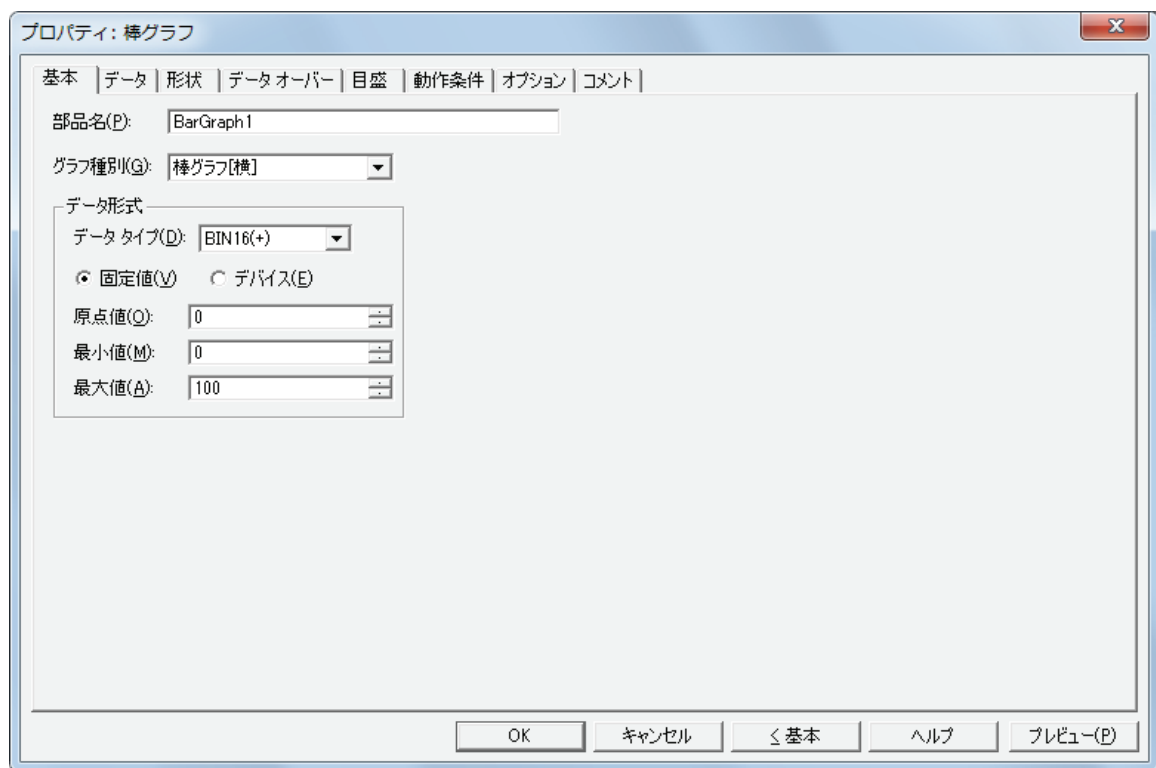 プロパティ: 棒グラフ
基本 データ 形状 データ オーバー 目盛 動作条件 オプション コメント
部品名(P): BarGraph1
グラフ種別(G): 棒グラフ[横]
データ形式
データ タイプ(D): BIN16(+)
固定値(V) デバイス(E)
原点値(O): 0
最小値(M): 0
最大値(A): 100
OK キャンセル < 基本 ヘルプ プレビュー(P)